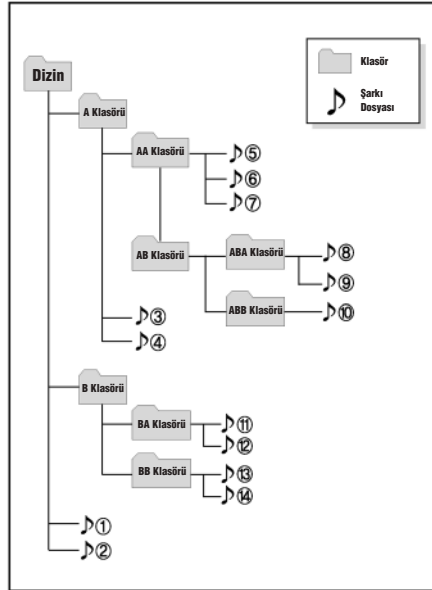 Dizin
Klasör
Şarkı
Dosyası
A Klasörü
AA Klasörü
⑤
⑥
⑦
AB Klasörü
ABA Klasörü
⑧
⑨
ABB Klasörü
⑩
③
④
B Klasörü
BA Klasörü
⑪
⑫
BB Klasörü
⑬
⑭
①
②